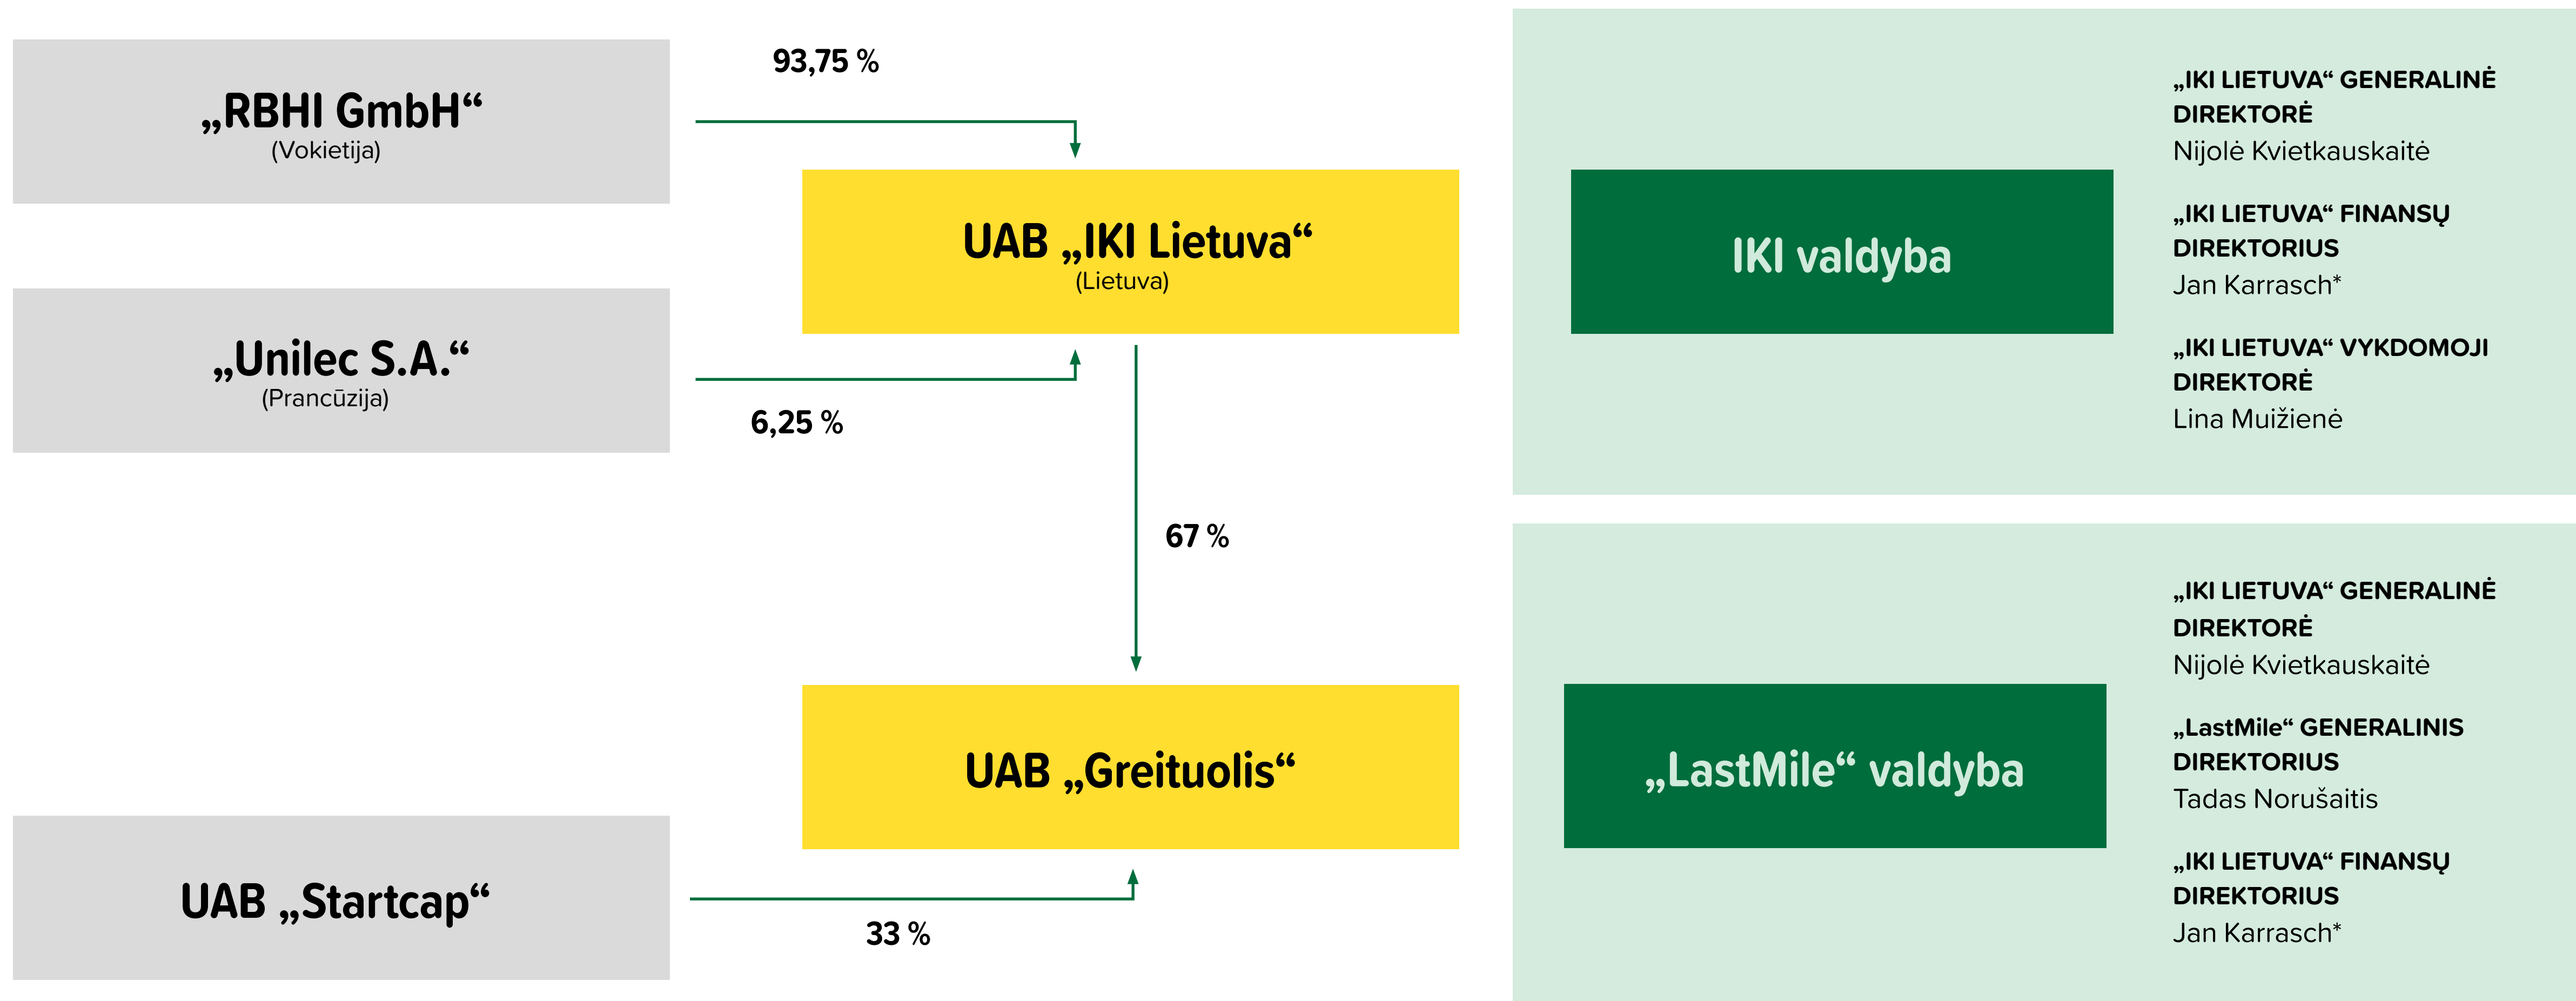 „RBHI GmbH“
(Vokietija)
93,75 %
„Unilec S.A.“
(Prancūzija)
6,25 %
UAB „IKI Lietuva“
(Lietuva)
67 %
UAB „Greituolis“
UAB „Startcap“
33 %
IKI valdyba
„IKI LIETUVA“ GENERALINĖ
DIREKTORĖ
Nijolė Kvietkauskaitė
„IKI LIETUVA“ FINANSŲ
DIREKTORIUS
Jan Karrasch*
„IKI LIETUVA“ VYKDOMOJI
DIREKTORĖ
Lina Muižienė
„LastMile“ valdyba
„IKI LIETUVA“ GENERALINĖ
DIREKTORĖ
Nijolė Kvietkauskaitė
„LastMile“ GENERALINIS
DIREKTORIUS
Tadas Norušaitis
„IKI LIETUVA“ FINANSŲ
DIREKTORIUS
Jan Karrasch*